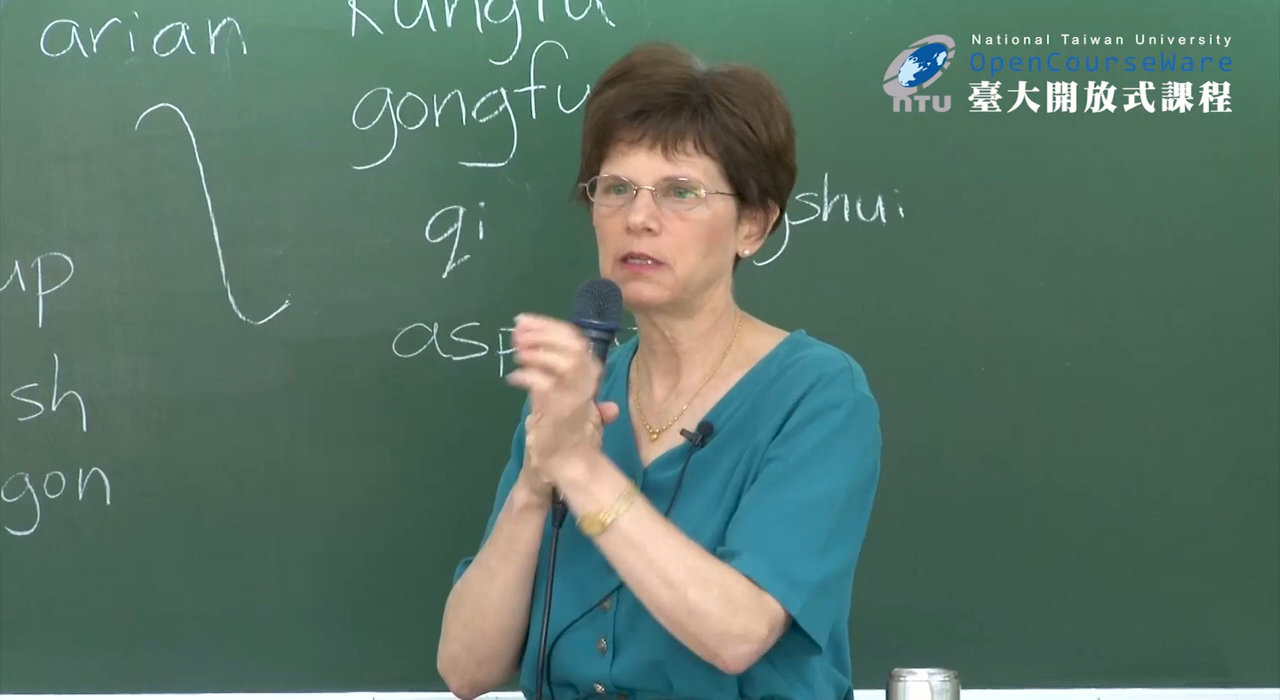 National Taiwan University
OpenCourseWare
nTU 臺大開放式課程
arian
kungfu
gongfu
qi
shui
up
asp
sh
gon